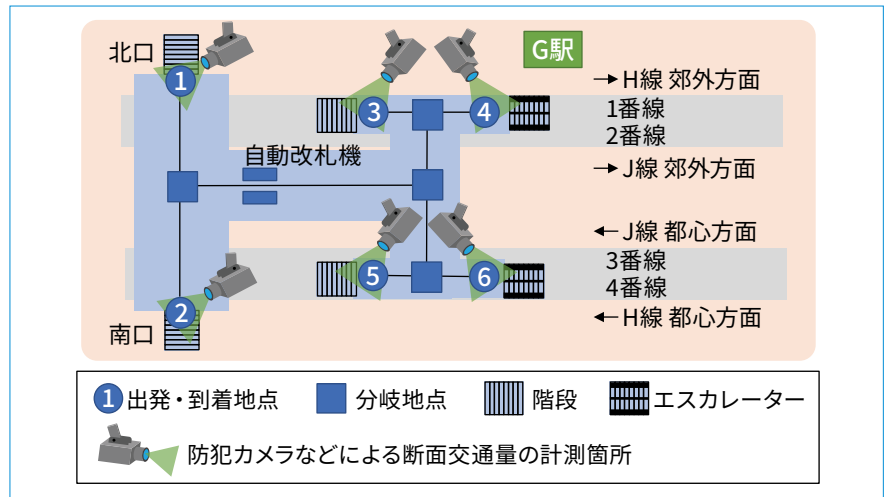 北口
G駅
1
3
4
→H線 郊外方面
1番線
2番線
自動改札機
→J線 郊外方面
←J線 都心方面
5
6
3番線
4番線
2
南口
←H線 都心方面
1 出発・到着地点
分岐地点
階段
エスカレーター
防犯カメラなどによる断面交通量の計測箇所